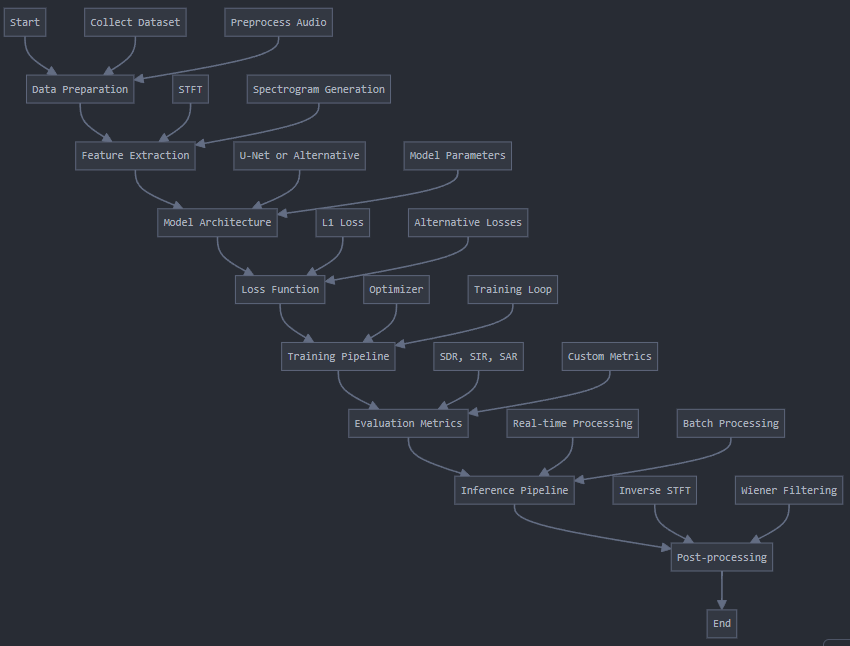 Start
Collect Dataset
Preprocess Audio
Data Preparation
STFT
Spectrogram Generation
Feature Extraction
U-Net or Alternative
Model Parameters
Model Architecture
L1 Loss
Alternative Losses
Loss Function
Optimizer
Training Loop
Training Pipeline
SDR, SIR, SAR
Custom Metrics
Evaluation Metrics
Real-time Processing
Batch Processing
Inference Pipeline
Inverse STFT
Wiener Filtering
Post-processing
End